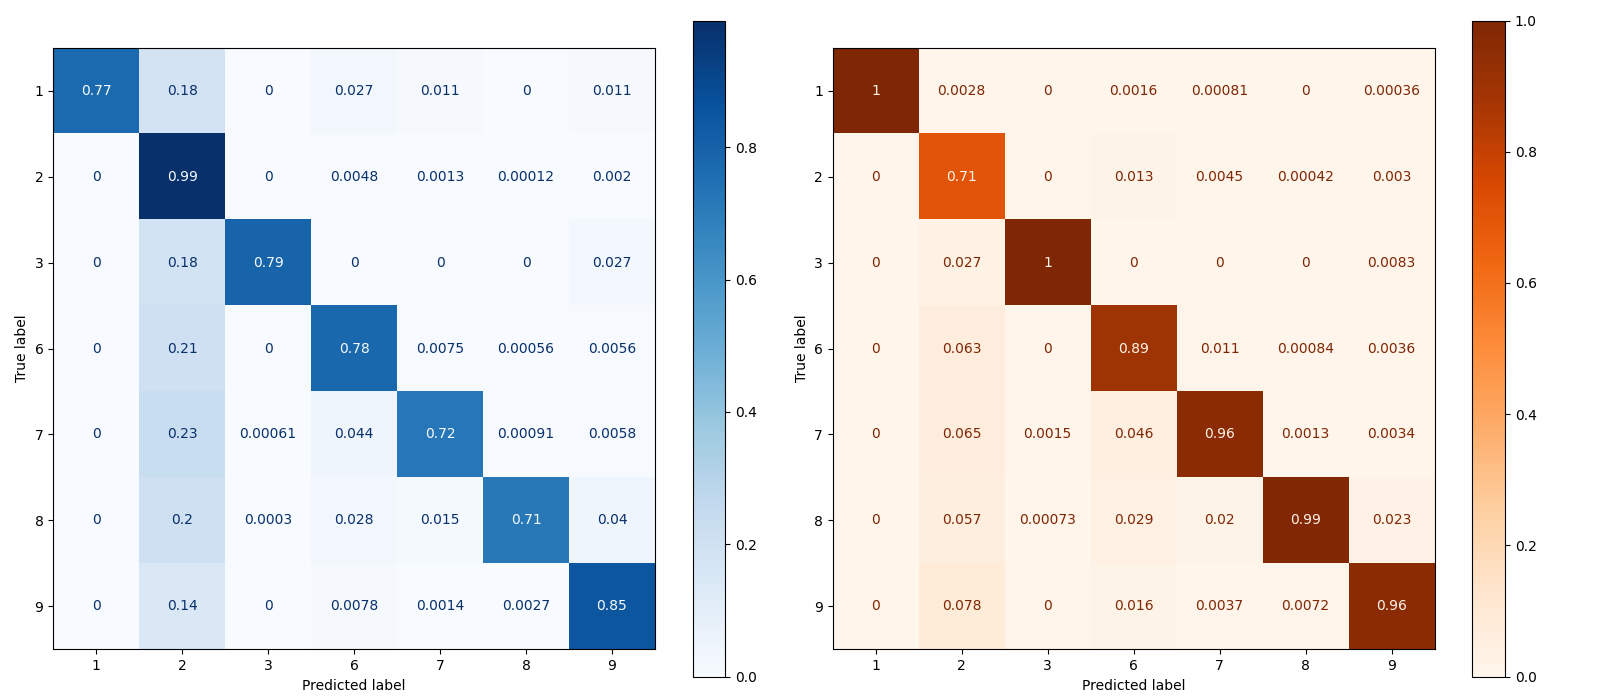 1 0.77 0.18 0 0.027 0.011 0 0.011
2 0 0.99 0 0.0048 0.0013 0.00012 0.002
3 0 0.18 0.79 0 0 0 0.027
6 0 0.21 0 0.78 0.0075 0.00056 0.0056
7 0 0.23 0.00061 0.044 0.72 0.00091 0.0058
8 0 0.2 0.0003 0.028 0.015 0.71 0.04
9 0 0.14 0 0.0078 0.0014 0.0027 0.85
1 2 3 6 7 8 9
True label
Predicted label
0.8
0.6
0.4
0.2
0.0
1 1 0.0028 0 0.0016 0.00081 0 0.00036
2 0 0.71 0 0.013 0.0045 0.00042 0.003
3 0 0.027 1 0 0 0 0.0083
6 0 0.063 0 0.89 0.011 0.00084 0.0036
7 0 0.065 0.0015 0.046 0.96 0.0013 0.0034
8 0 0.057 0.00073 0.029 0.02 0.99 0.023
9 0 0.078 0 0.016 0.0037 0.0072 0.96
1 2 3 6 7 8 9
True label
Predicted label
1.0
0.8
0.6
0.4
0.2
0.0